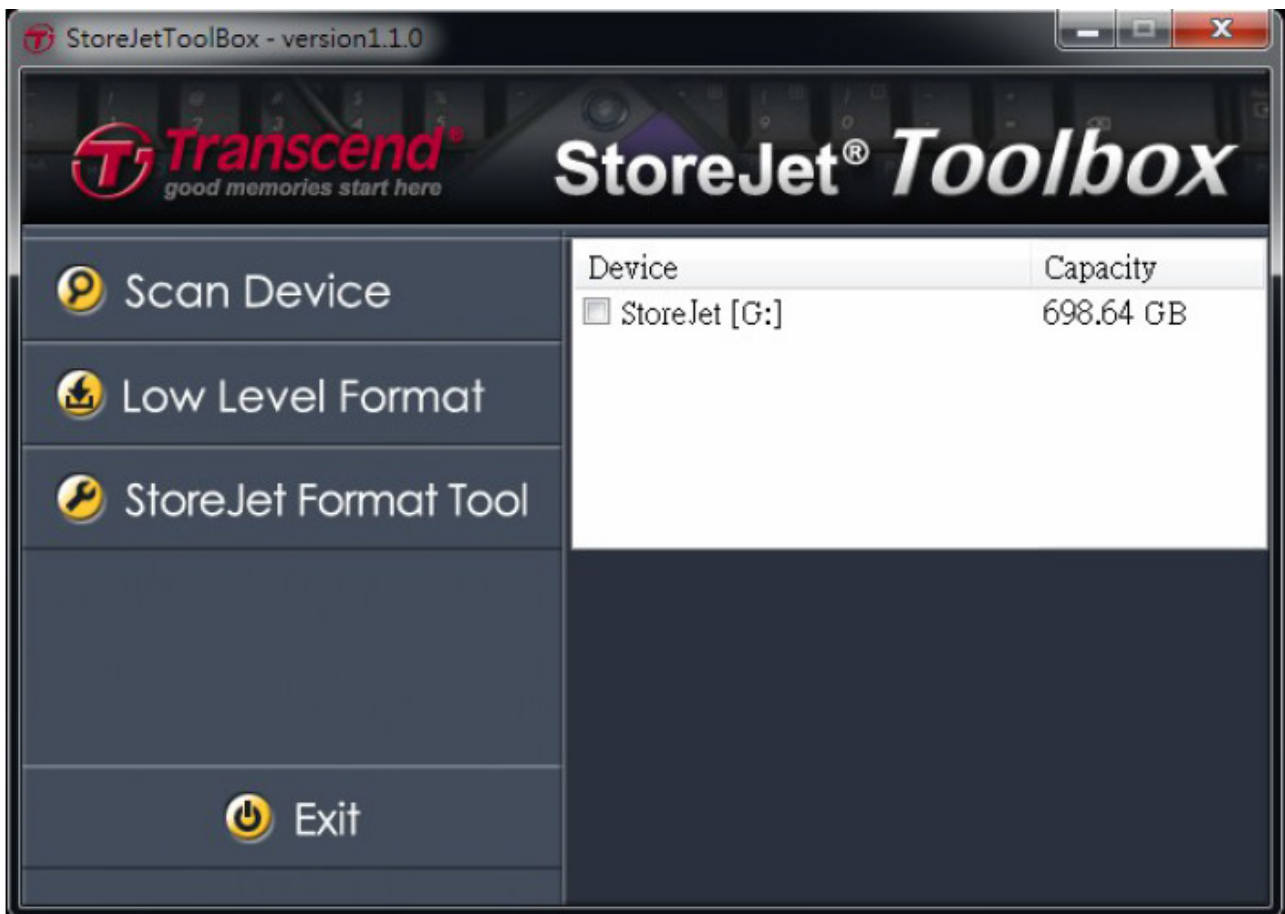 StoreJetToolBox - version1.1.0
Transcend®
good memories start here
StoreJet® Toolbox
Scan Device
Low Level Format
StoreJet Format Tool
Exit
Device Capacity
StoreJet [G:] 698.64 GB